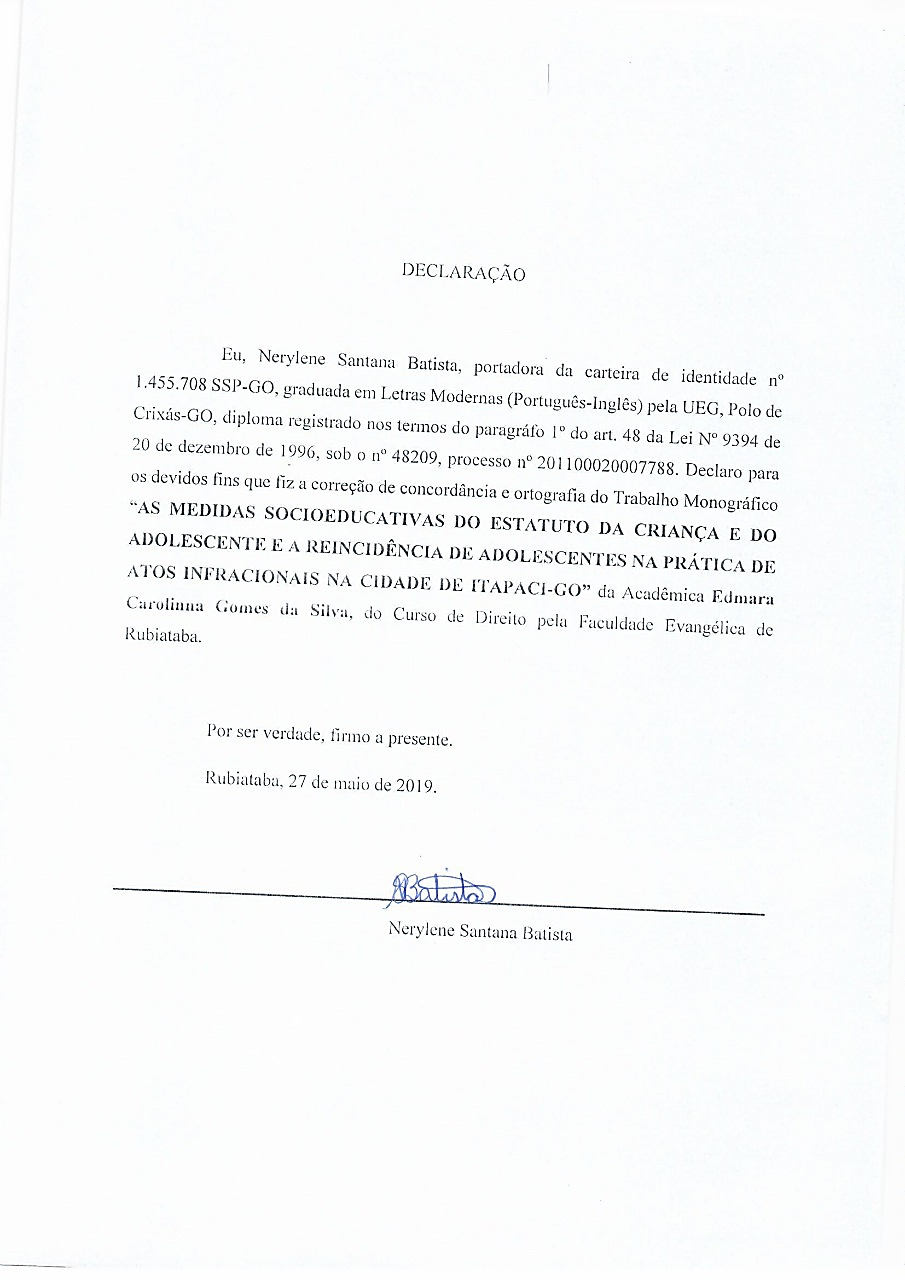 DECLARAÇÃO
Eu, Nerylene Santana Batista, portadora da carteira de identidade nº
1.455.708 SSP-GO, graduada em Letras Modernas (Português-Inglês) pela UEG, Polo de
Crixás-GO, diploma registrado nos termos do paragráfo 1º do art. 48 da Lei Nº 9394 de
20 de dezembro de 1996, sob o nº 48209, processo nº 201100020007788. Declaro para
os devidos fins que fiz a correção de concordância e ortografia do Trabalho Monográfico
“AS MEDIDAS SOCIOEDUCATIVAS DO ESTATUTO DA CRIANÇA E DO
ADOLESCENTE E A REINCIDÊNCIA DE ADOLESCENTES NA PRÁTICA DE
ATOS INFRACIONAIS NA CIDADE DE ITAPACI-GO” da Acadêmica Edmara
Carolinna Gomes da Silva, do Curso de Direito pela Faculdade Evangélica de
Rubiataba.
Por ser verdade, firmo a presente.
Rubiataba, 27 de maio de 2019.
NBatista
Nerylene Santana Batista